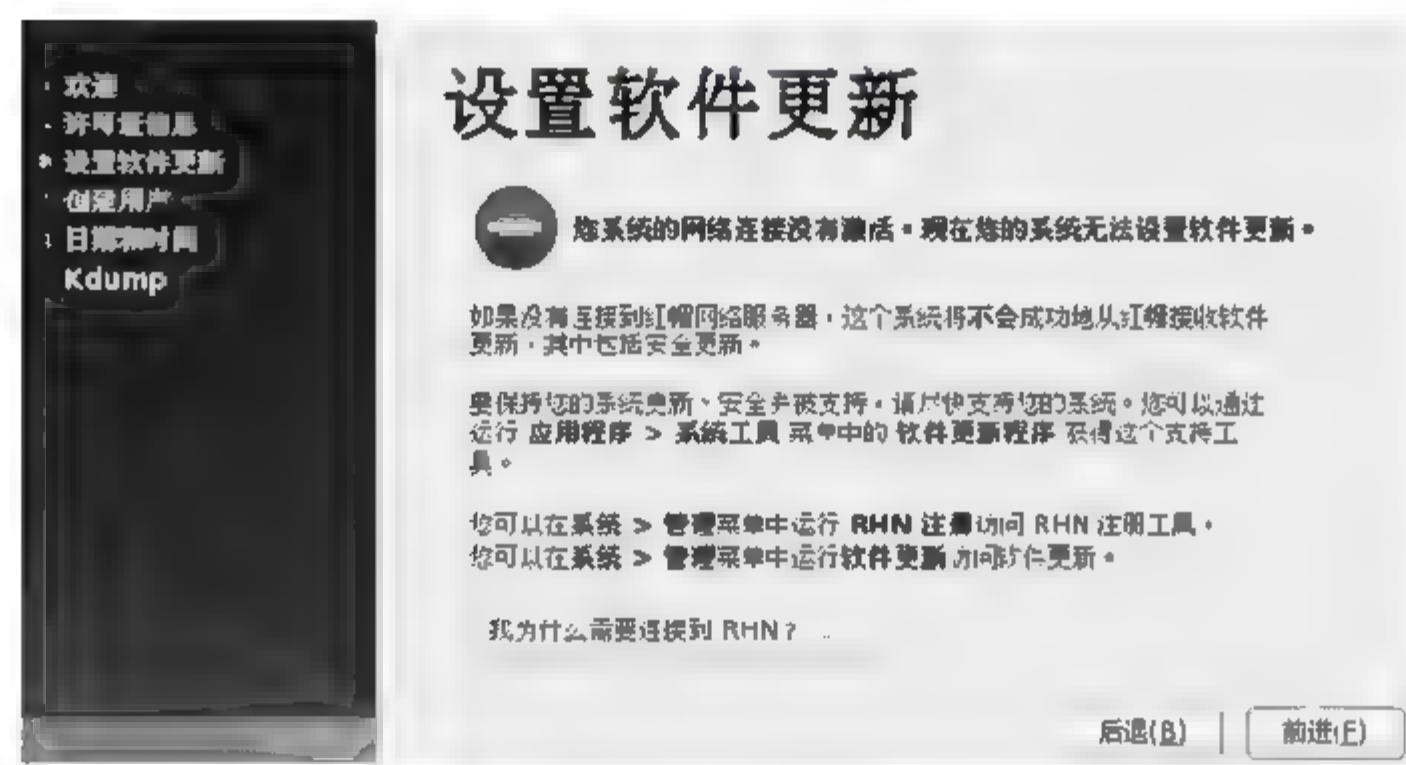 欢迎
许可证信息
设置软件更新
创建用户
日期和时间
Kdump
设置软件更新
您系统的网络连接没有激活。现在您的系统无法设置软件更新。
如果没有连接到红帽网络服务器，这个系统将不会成功地从红帽接收软件
更新，其中包括安全更新。
要保持您的系统更新、安全并被支持，请尽快支持您的系统。您可以通过
运行 应用程序 > 系统工具 菜单中的 软件更新程序 获得这个支持工
具。
您可以在系统 > 管理菜单中运行 RHN 注册访问 RHN 注册工具。
您可以在系统 > 管理菜单中运行软件更新 访问软件更新。
我为什么需要连接到 RHN？ ..
后退(B)
前进(F)